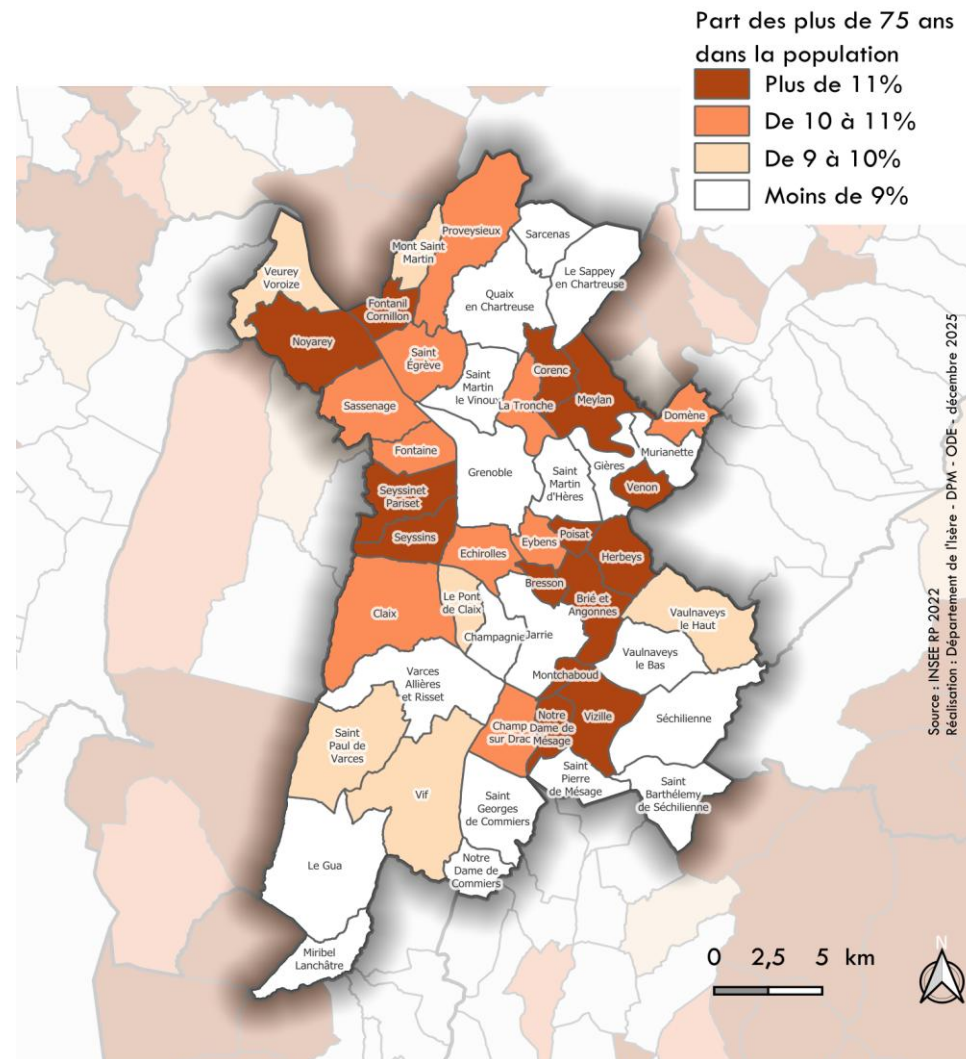 Part des plus de 75 ans
dans la population
Plus de 11%
De 10 à 11%
De 9 à 10%
Moins de 9%
Proveysieux
Sarcenas
Mont Saint
Martin
Le Sappey
en Chartreuse
Veurey
Voroize
Quaix
en Chartreuse
Fontanil
Cornillon
Noyarey
Saint
Égrève
Saint
Martin
le Vinoux
Corenc
Meylan
Sassenage
La Tronche
Domène
Fontaine
Murianette
Grenoble
Saint
Martin
d'Hères
Gières
Venon
Seyssinet
Pariset
Seyssins
Echirolles
Eybens
Poisat
Herbeys
Bresson
Brié et
Angonnes
Claix
Le Pont
de Claix
Vaulnaveys
le Haut
Champagnie
Jarrie
Vaulnaveys
le Bas
Varces
Allières
et Risset
Montchaboud
Champ
sur Drac
Notre
Dame de
Mésage
Vizille
Séchilienne
Saint
Paul de
Varces
Vif
Saint
Pierre
de Mésage
Saint
Barthélemy
de Séchilienne
Saint
Georges
de Commiers
Le Gua
Notre
Dame de
Commiers
Miribel
Lanchâtre
0 2,5 5 km
N
Source : INSEE RP 2022
Réalisation : Département de l'Isère - DPM - ODE - décembre 2025